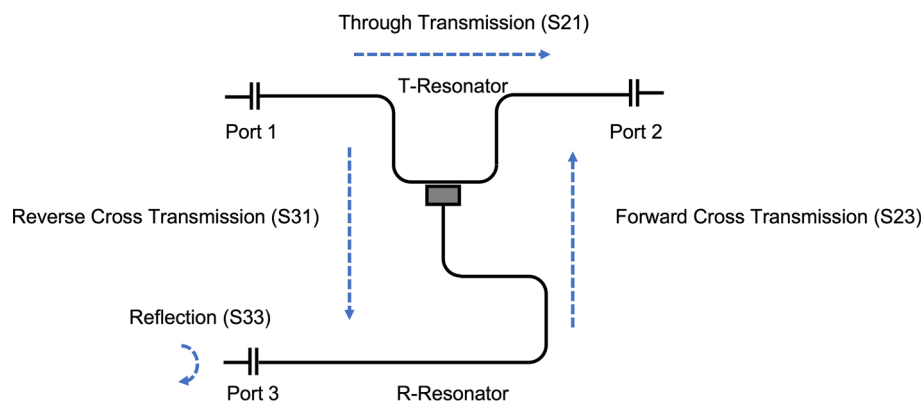 Through Transmission (S21)
T-Resonator
Port 1
Port 2
Reverse Cross Transmission (S31)
Forward Cross Transmission (S23)
Reflection (S33)
Port 3
R-Resonator